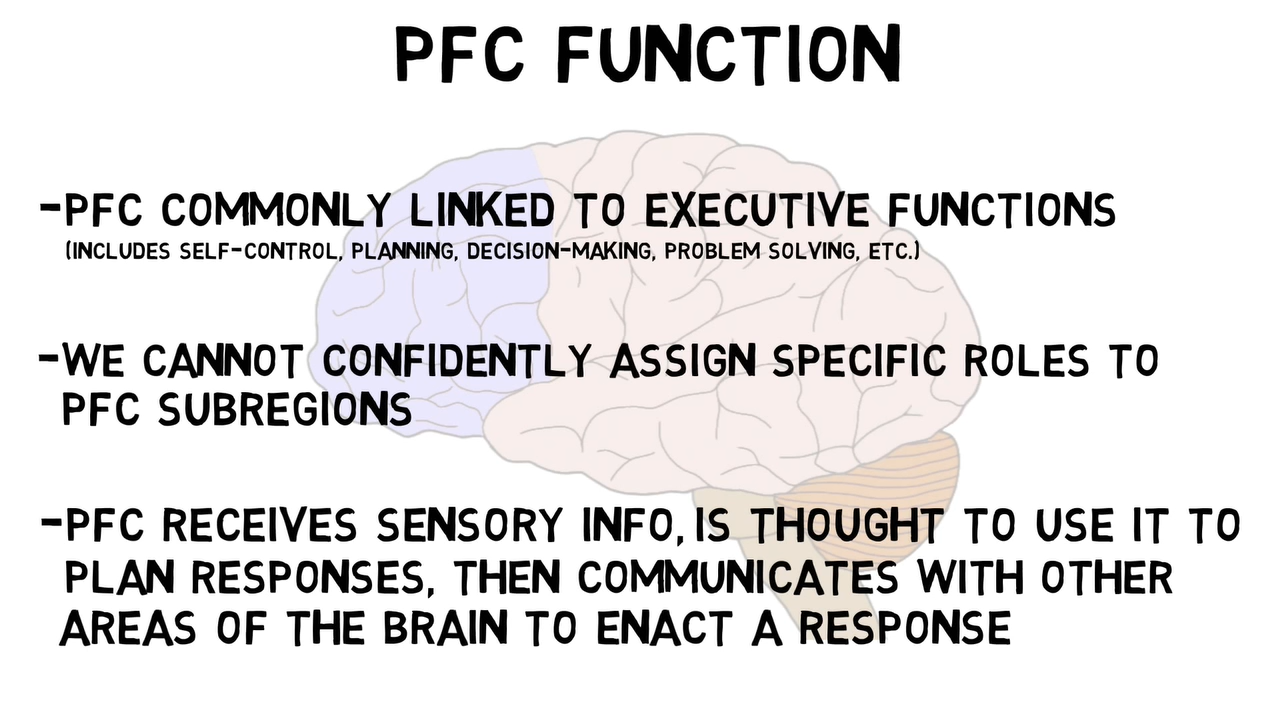 PFC FUNCTION
-PFC COMMONLY LINKED TO EXECUTIVE FUNCTIONS
(INCLUDES SELF-CONTROL, PLANNING, DECISION-MAKING, PROBLEM SOLVING, ETC.)
-WE CANNOT CONFIDENTLY ASSIGN SPECIFIC ROLES TO
PFC SUBREGIONS
-PFC RECEIVES SENSORY INFO, IS THOUGHT TO USE IT TO
PLAN RESPONSES, THEN COMMUNICATES WITH OTHER
AREAS OF THE BRAIN TO ENACT A RESPONSE